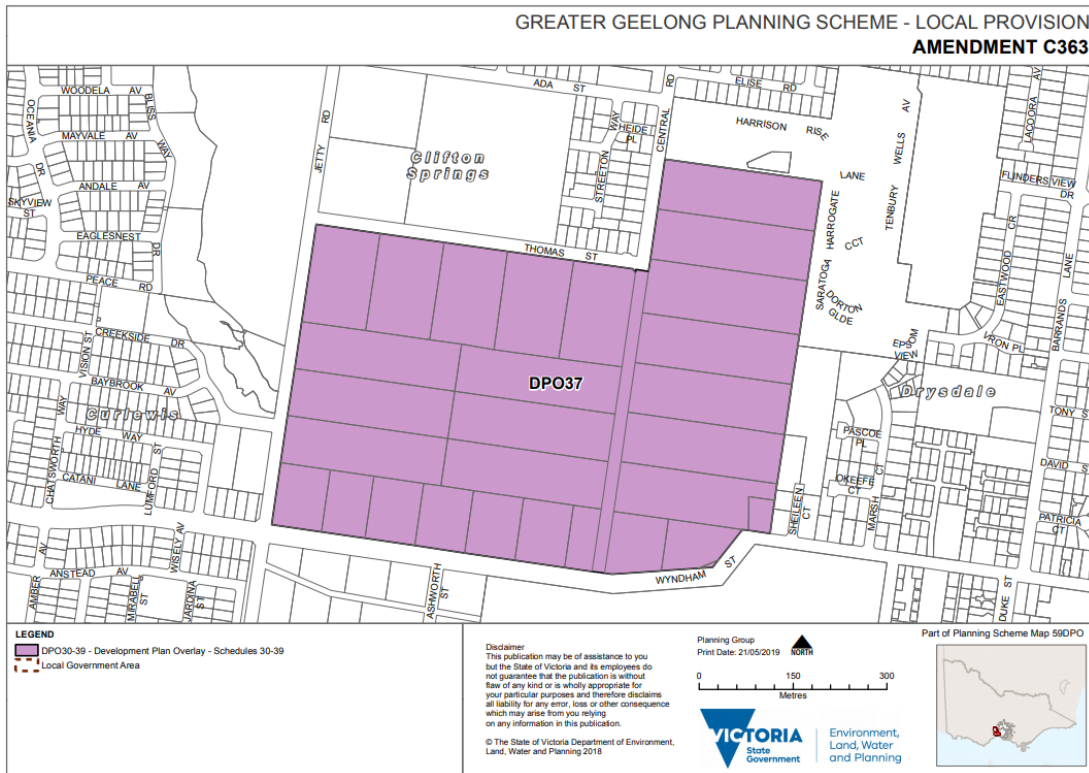 GREATER GEELONG PLANNING SCHEME - LOCAL PROVISION
AMENDMENT C363
WOODELA AV
BLISS WAY
OCEANIA DR
MAYVALE AV
ANDALE AV
SKYVIEW ST
EAGLESNEST
DR
PEACE RD
CREEKSIDE DR
VISION ST
BAYBROOK AV
Curlewis
HYDE WAY
CHATSWORTH WAY
CATANI LANE
LUMFORD ST
WISELY AV
AV
ANSTEAD AV
AMBER
MIRABELL ST
JARDINA ST
JETTY RD
Clifton
Springs
ADA ST
HEIDE
PL
STREETON WAY
CENTRAL RD
ELISE RD
HARRISON RISE
LANE
TENBURY WELLS AV
HARROGATE
CCT
SARATOGA
DORTON
GLDE
EPSOM
VIEW
LACOORA AV
FLINDERS VIEW
DR
EASTWOOD CR
BARRANDS LANE
VRON PL
Drysdale
TONY S
DAVID S
PASCOE
PL
OKEEFE
CT
MARSH CT
SHEILEEN CT
PATRICIA
CT
DUKE ST
THOMAS ST
DPO37
WYNDHAM ST
ASHWORTH ST
LEGEND
DPO30-39 - Development Plan Overlay - Schedules 30-39
Local Government Area
Disclaimer
This publication may be of assistance to you
but the State of Victoria and its employees do
not guarantee that the publication is without
flaw of any kind or is wholly appropriate for
your particular purposes and therefore disclaims
all liability for any error, loss or other consequence
which may arise from you relying
on any information in this publication.
© The State of Victoria Department of Environment,
Land, Water and Planning 2018
Planning Group
Print Date: 21/05/2019
NORTH
0 150 300
Metres
VICTORIA
State
Government
Environment,
Land, Water
and Planning
Part of Planning Scheme Map 59DPO